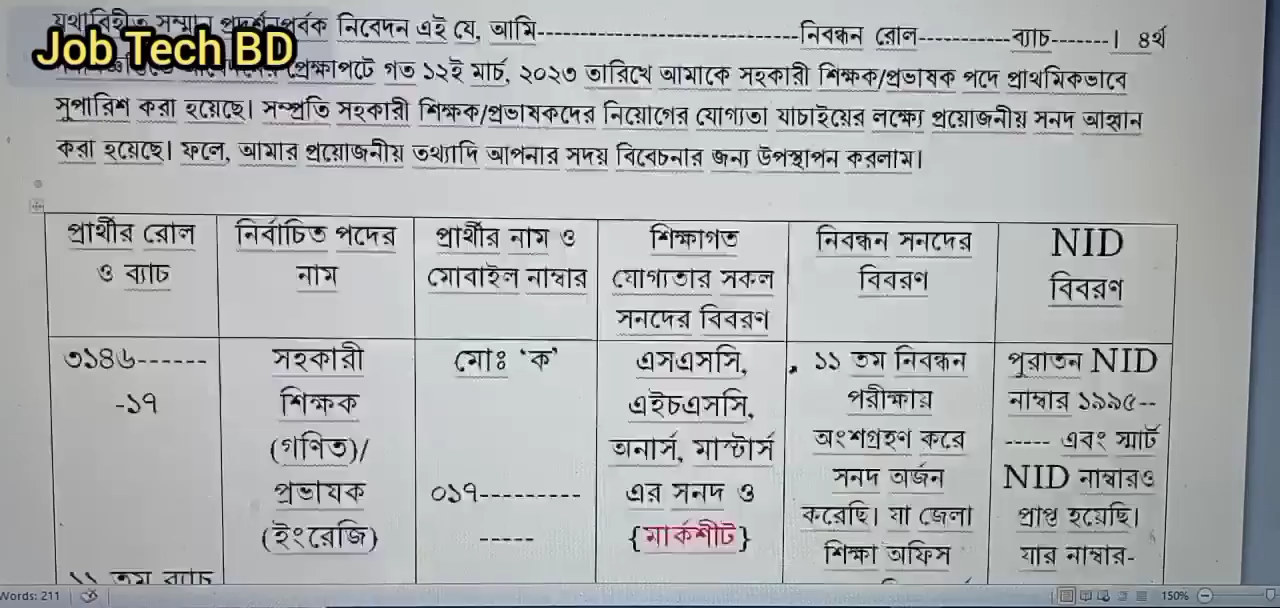 যথাবিহীত সম্মান প্রদর্শনপূর্বক নিবেদন এই যে, আমি-----------------------------নিবন্ধন রোল----------ব্যাচ-------। ৪র্থ
Job Tech BD
প্রেক্ষাপটে গত ১২ই মার্চ, ২০২৩ তারিখে আমাকে সহকারী শিক্ষক/প্রভাষক পদে প্রাথমিকভাবে
সুপারিশ করা হয়েছে। সম্প্রতি সহকারী শিক্ষক/প্রভাষকদের নিয়োগের যোগ্যতা যাচাইয়ের লক্ষ্যে প্রয়োজনীয় সনদ আহ্বান
করা হয়েছে। ফলে, আমার প্রয়োজনীয় তথ্যাদি আপনার সদয় বিবেচনার জন্য উপস্থাপন করলাম।
প্রার্থীর রোল
ও ব্যাচ
নির্বাচিত পদের
নাম
প্রার্থীর নাম ও
মোবাইল নাম্বার
শিক্ষাগত
যোগ্যতার সকল
সনদের বিবরণ
নিবন্ধন সনদের
বিবরণ
NID
বিবরণ
৩১৪৬------
-১৭
১১ তম ব্যাচ
সহকারী
শিক্ষক
(গণিত)/
প্রভাষক
(ইংরেজি)
মোঃ ‘ক’
০১৭---------
-----
এসএসসি,
এইচএসসি,
অনার্স, মাস্টার্স
এর সনদ ও
{মার্কশীট}
১১ তম নিবন্ধন
পরীক্ষায়
অংশগ্রহণ করে
সনদ অর্জন
করেছি। যা জেলা
শিক্ষা অফিস
পুরাতন NID
নাম্বার ১৯৯৫--
----- এবং স্মার্ট
NID নাম্বারও
প্রাপ্ত হয়েছি।
যার নাম্বার-
Words: 211
150%